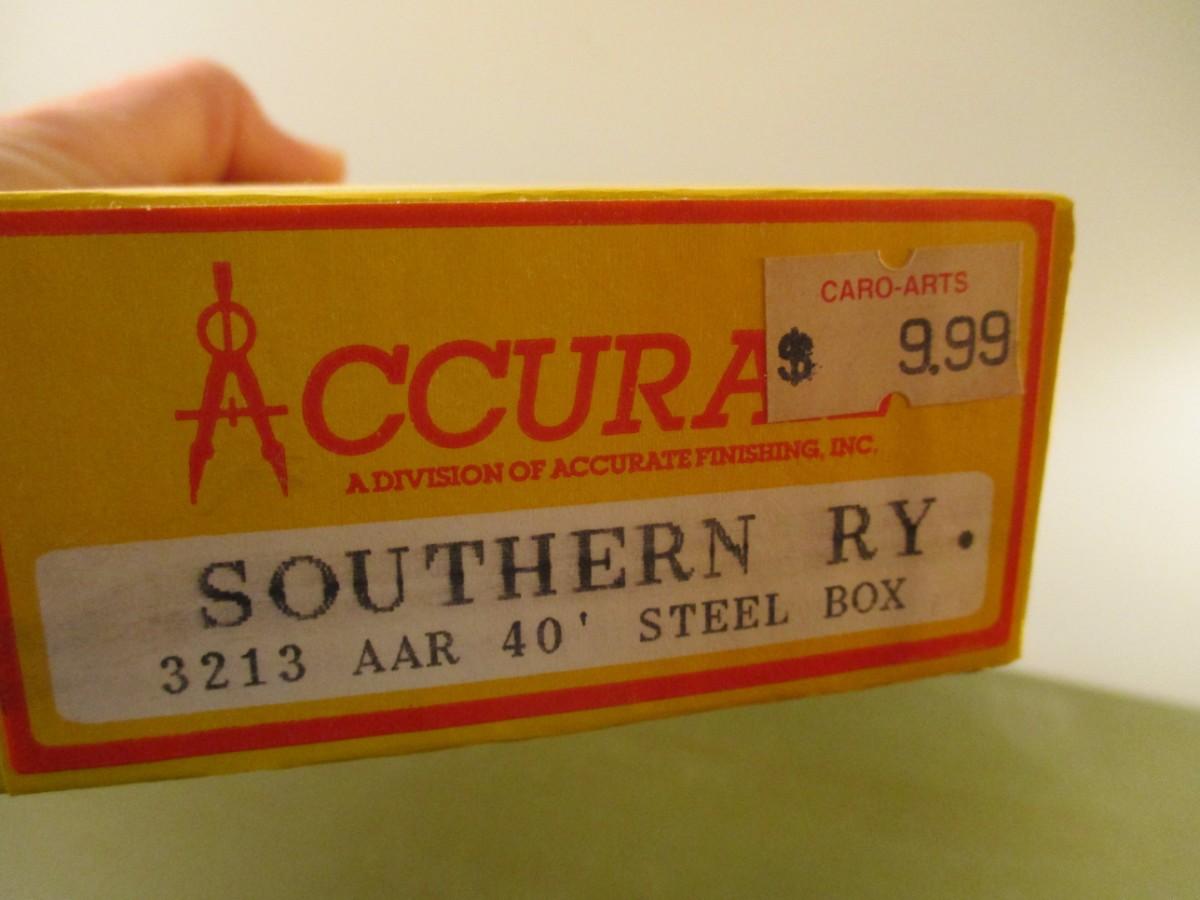 CARO-ARTS
$ 9.99
ACCURA
A DIVISION OF ACCURATE FINISHING, INC.
SOUTHERN RY.
3213 AAR 40' STEEL BOX